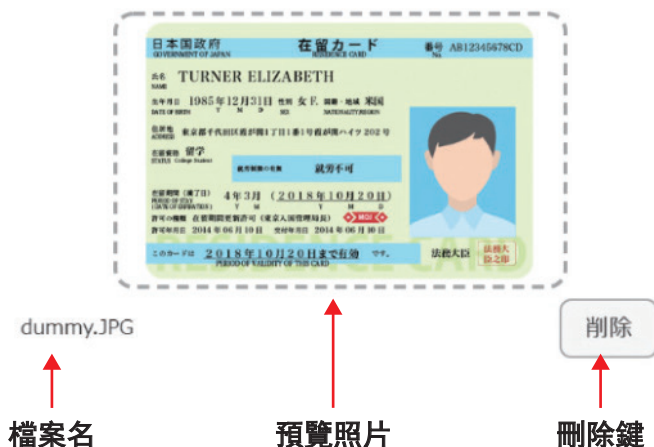 日本国政府 在留カード 番号 AB12345678CD
GOVERNMENT OF JAPAN RESIDENCE CARD No.
氏名 TURNER ELIZABETH
NAME
生年月日 1985年12月31日 性別 女 F. 国籍・地域 米国
DATE OF BIRTH Y M D SEX NATIONALITY/REGION
住居地 東京都千代田区霞が関1丁目1番1号霞が関ハイツ202号
ADDRESS
在留資格 留学
STATUS College Student
就労制限の有無 就労不可
在留期間(満了日) 4年3月 (2018年10月20日)
PERIOD OF STAY (DATE OF EXPIRATION) Y M Y M D
許可の種類 在留期間更新許可(東京入国管理局長) MOJ
許可年月日 2014年06月10日 交付年月日 2014年06月10日
RESIDENCE CARD
このカードは 2018年10月20日まで有効 です。 法務大臣 法務大臣之印
PERIOD OF VALIDITY OF THIS CARD
dummy.JPG 削除
檔案名 預覽照片 刪除鍵